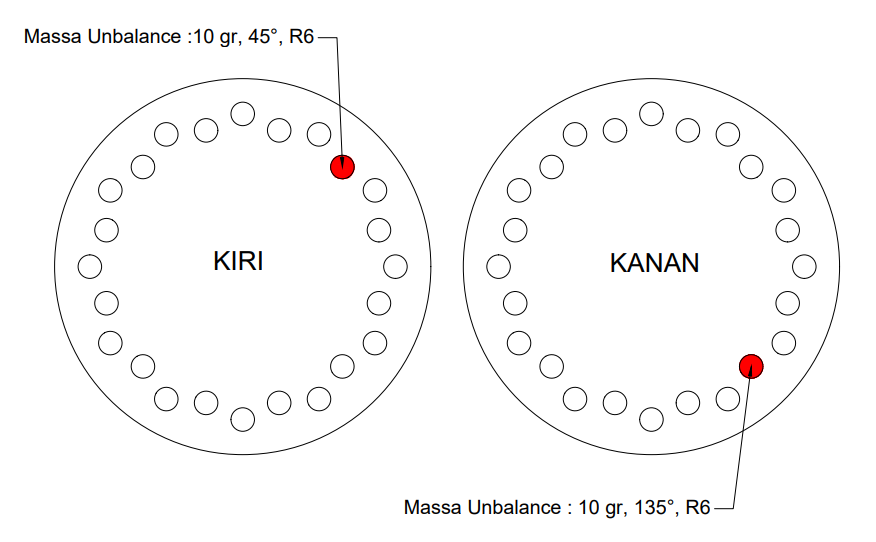 Massa Unbalance :10 gr, 45°, R6
KIRI
KANAN
Massa Unbalance : 10 gr, 135°, R6